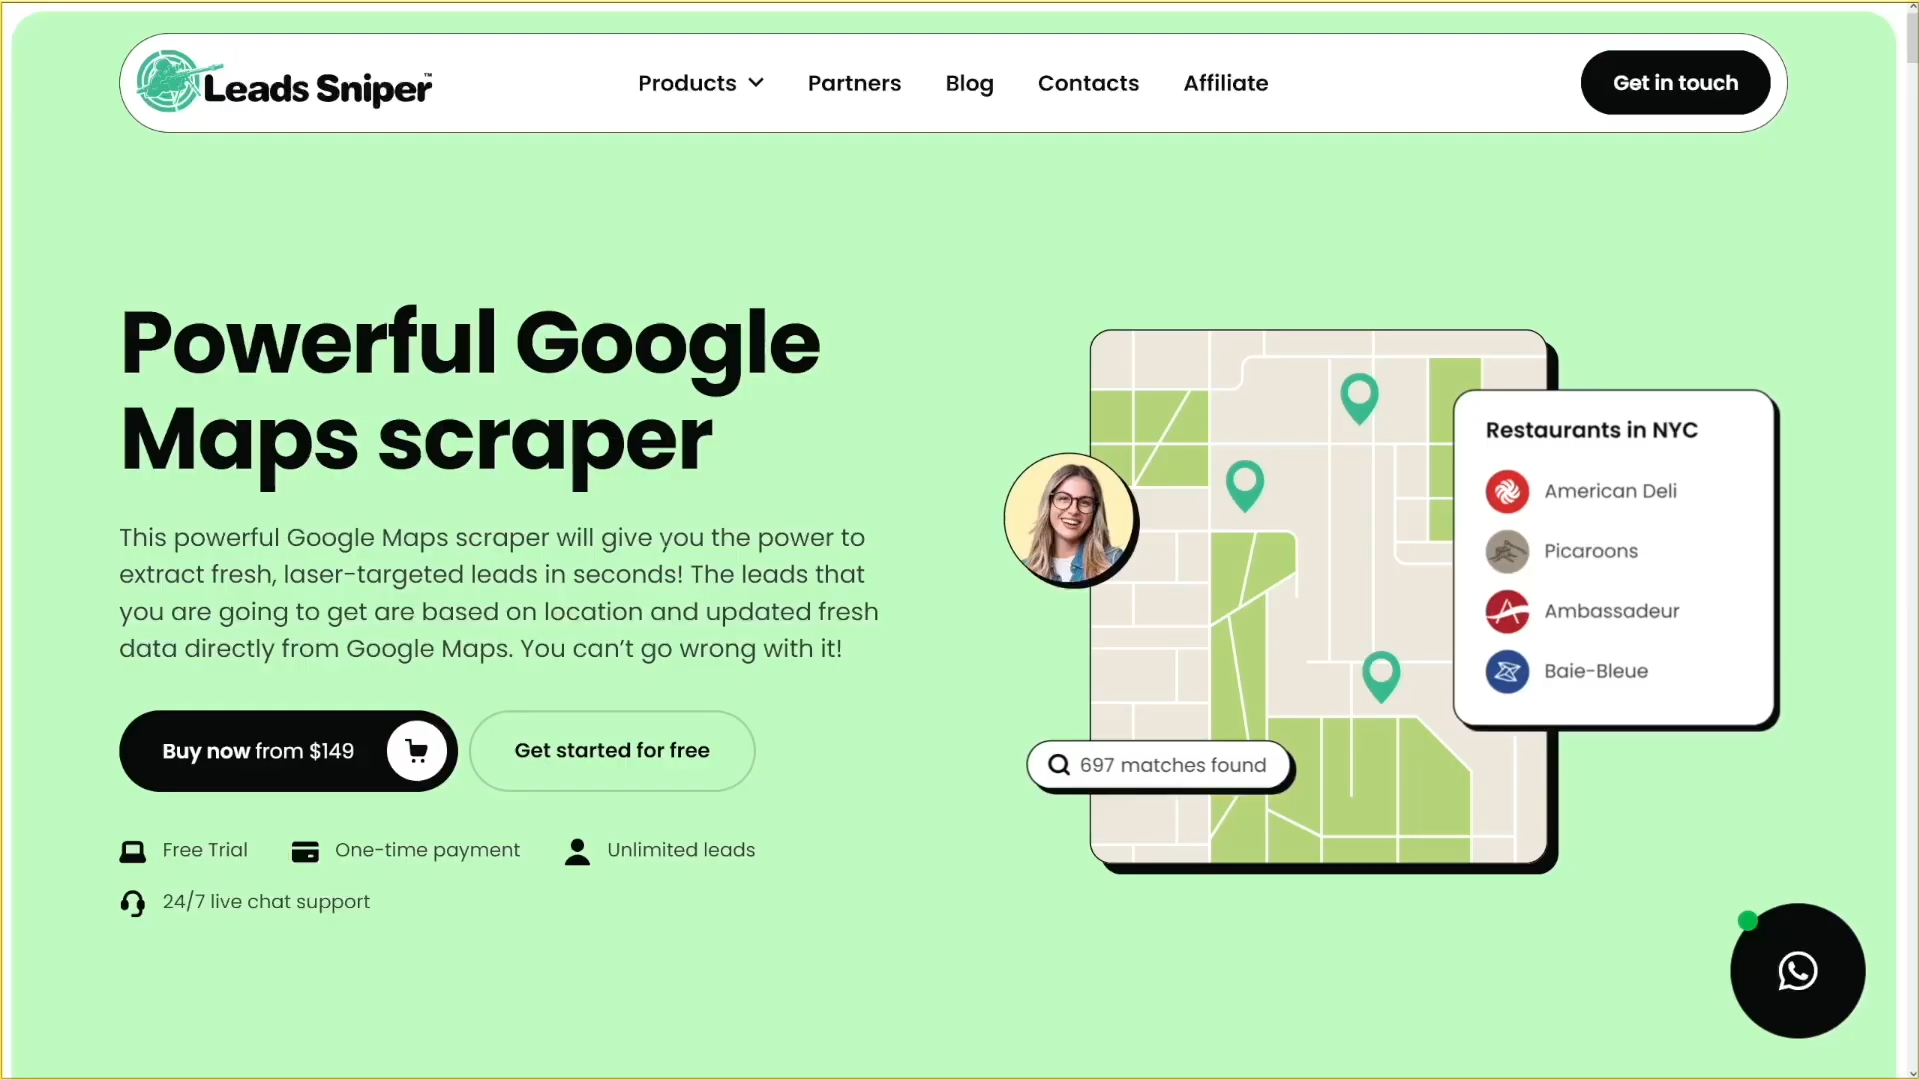 Leads Sniper™
Products
Partners
Blog
Contacts
Affiliate
Get in touch
Powerful Google
Maps scraper
This powerful Google Maps scraper will give you the power to
extract fresh, laser-targeted leads in seconds! The leads that
you are going to get are based on location and updated fresh
data directly from Google Maps. You can’t go wrong with it!
Buy now from $149
Get started for free
Free Trial
One-time payment
Unlimited leads
24/7 live chat support
Restaurants in NYC
American Deli
Picaroons
Ambassadeur
Baie-Bleue
697 matches found